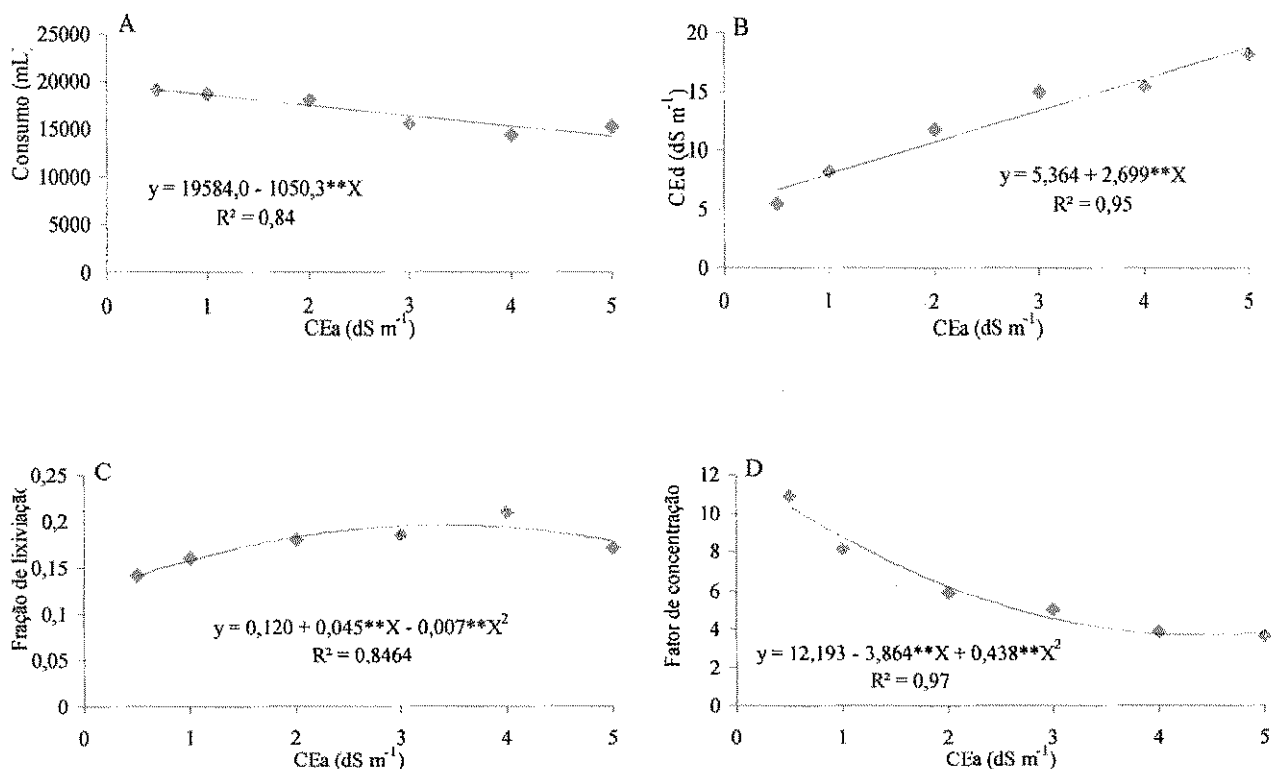 A
Consumo (mL)
25000
20000
15000
10000
5000
0
y = 19584,0 - 1050,3**X
R² = 0,84
0 1 2 3 4 5
CEa (dS m⁻¹)
B
CEd (dS m⁻¹)
20
15
10
5
0
y = 5,364 + 2,699**X
R² = 0,95
0 1 2 3 4 5
CEa (dS m⁻¹)
C
Fração de lixiviação
0,25
0,2
0,15
0,1
0,05
0
y = 0,120 + 0,045**X - 0,007**X²
R² = 0,8464
0 1 2 3 4 5
CEa (dS m⁻¹)
D
Fator de concentração
12
10
8
6
4
2
0
y = 12,193 - 3,864**X + 0,438**X²
R² = 0,97
0 1 2 3 4 5
CEa (dS m⁻¹)